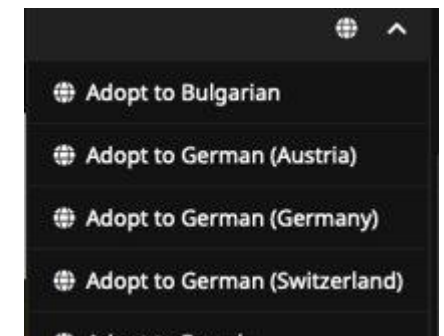 Adopt to Bulgarian
Adopt to German (Austria)
Adopt to German (Germany)
Adopt to German (Switzerland)